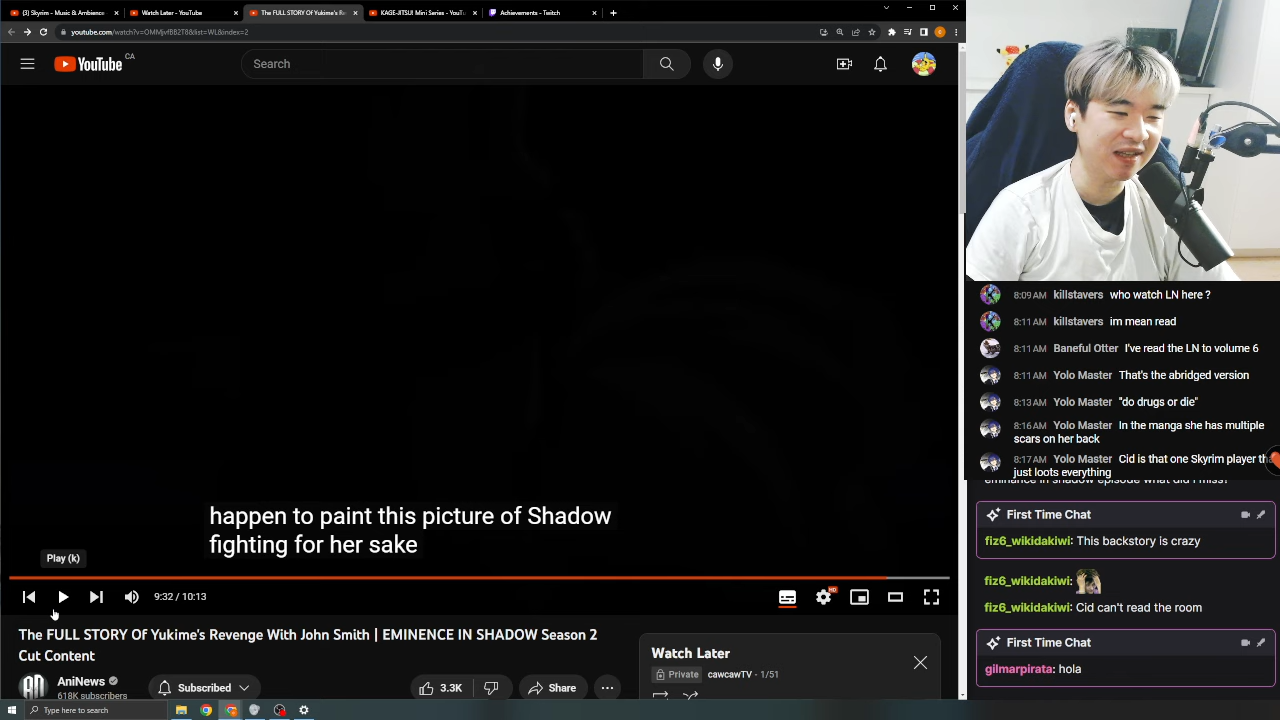 (3) Skyrim - Music & Ambience
Watch Later - YouTube
The FULL STORY Of Yukime's Re
KAGE-JITSU! Mini Series - YouTu
Achievements - Twitch
youtube.com/watch?v=OMMjvfBB2T8&list=WL&index=2
YouTube CA
Search
happen to paint this picture of Shadow
fighting for her sake
Play (k)
9:32 / 10:13
HD
The FULL STORY Of Yukime's Revenge With John Smith | EMINENCE IN SHADOW Season 2
Cut Content
AniNews
618K subscribers
Subscribed
3.3K
Share
Watch Later
Private cawcawTV - 1/51
Type here to search
8:09 AM killstavers who watch LN here ?
8:11 AM killstavers im mean read
8:11 AM Baneful Otter I've read the LN to volume 6
8:11 AM Yolo Master That's the abridged version
8:13 AM Yolo Master "do drugs or die"
8:16 AM Yolo Master In the manga she has multiple
scars on her back
8:17 AM Yolo Master Cid is that one Skyrim player th
just loots everything
eminence in shadow episode what did i miss?
First Time Chat
fiz6_wikidakiwi: This backstory is crazy
fiz6_wikidakiwi:
fiz6_wikidakiwi: Cid can't read the room
First Time Chat
gilmarpirata: hola